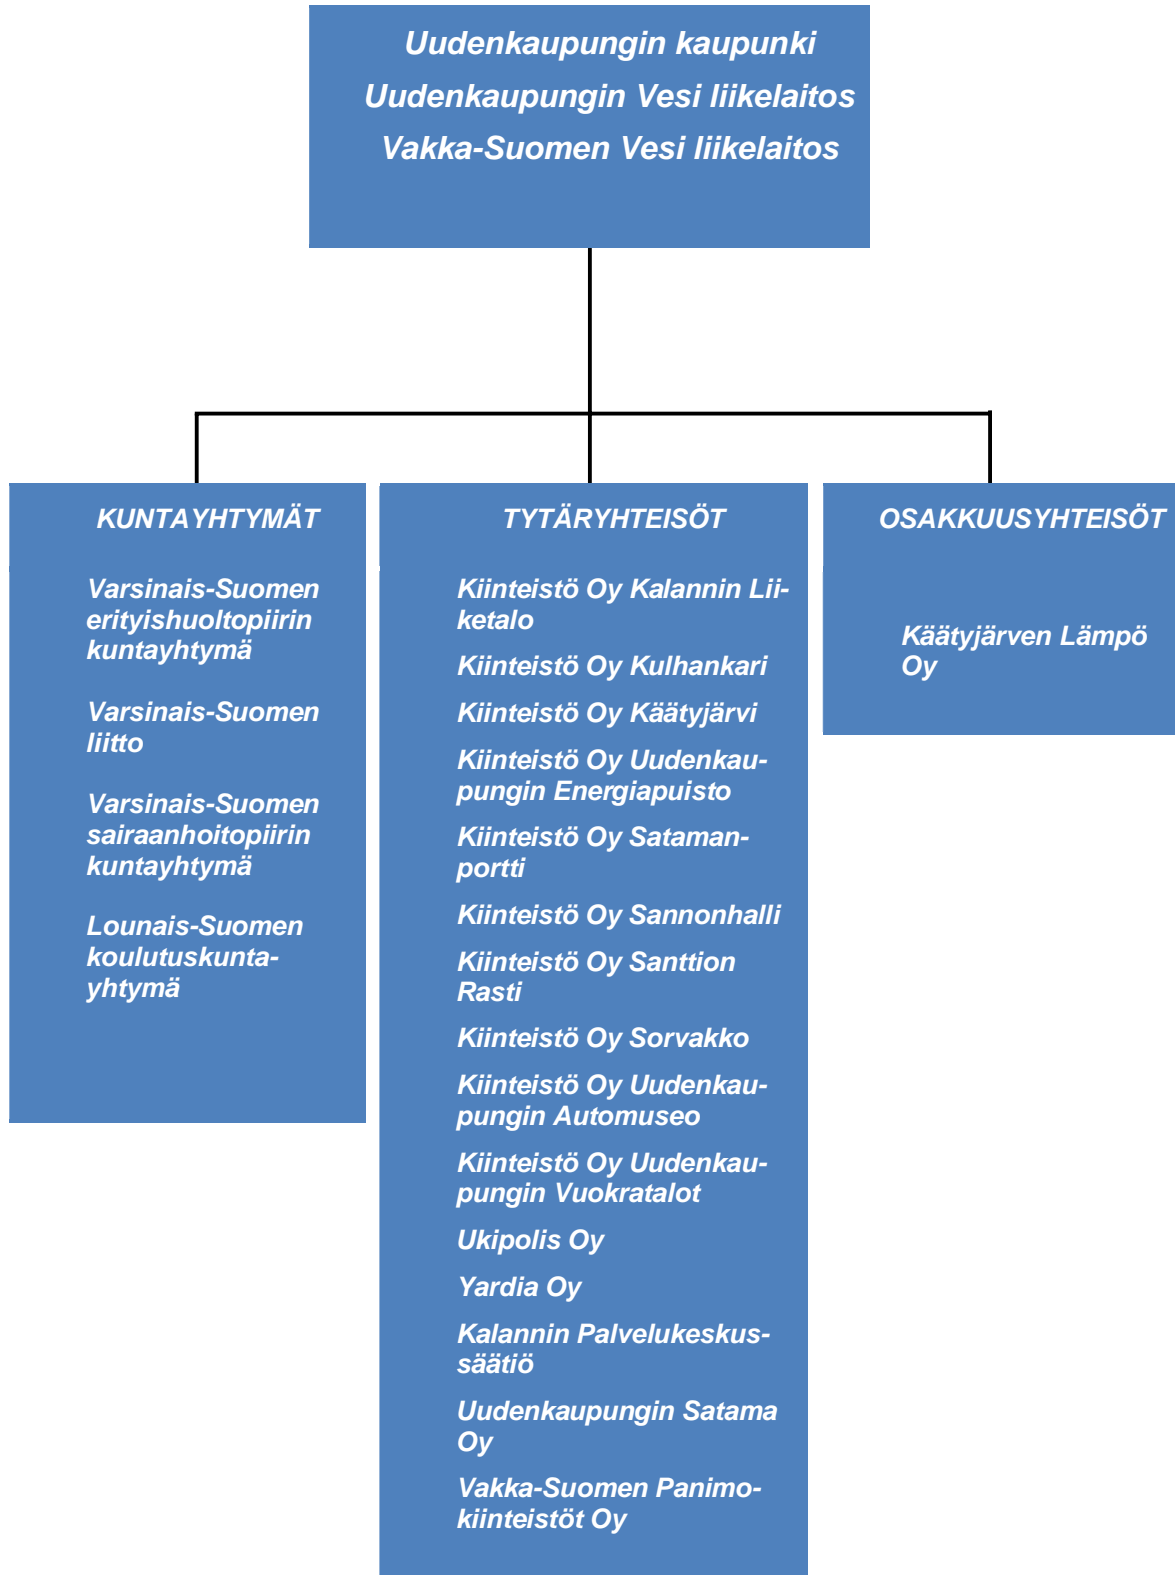 Uudenkaupungin kaupunki
Uudenkaupungin Vesi liikelaitos
Vakka-Suomen Vesi liikelaitos
KUNTAYHTYMÄT
Varsinais-Suomen
erityishuoltopiirin
kuntayhtymä
Varsinais-Suomen
liitto
Varsinais-Suomen
sairaanhoitopiirin
kuntayhtymä
Lounais-Suomen
koulutuskunta-
yhtymä
TYTÄRYHTEISÖT
Kiinteistö Oy Kalannin Lii-
ketalo
Kiinteistö Oy Kulhankari
Kiinteistö Oy Käätyjärvi
Kiinteistö Oy Uudenkau-
pungin Energiapuisto
Kiinteistö Oy Sataman-
portti
Kiinteistö Oy Sannonhalli
Kiinteistö Oy Santtion
Rasti
Kiinteistö Oy Sorvakko
Kiinteistö Oy Uudenkau-
pungin Automuseo
Kiinteistö Oy Uudenkau-
pungin Vuokratalot
Ukipolis Oy
Yardia Oy
Kalannin Palvelukeskus-
säätiö
Uudenkaupungin Satama
Oy
Vakka-Suomen Panimo-
kiinteistöt Oy
OSAKKUUSYHTEISÖT
Käätyjärven Lämpö
Oy